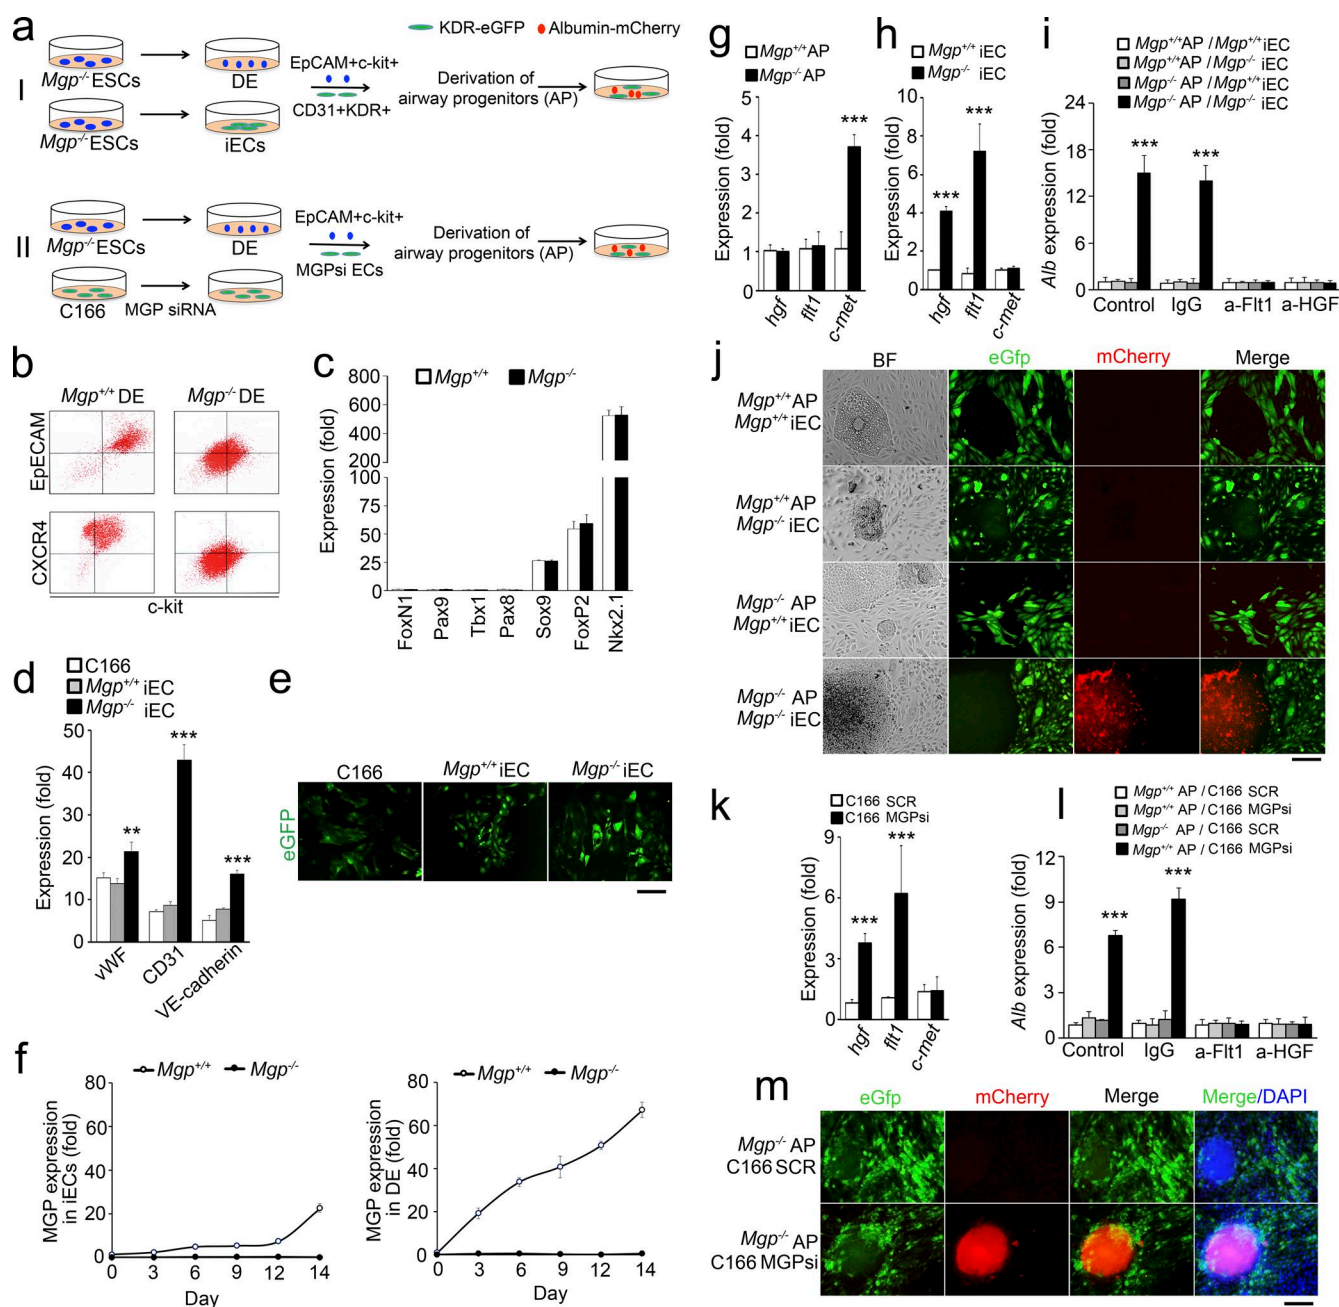 a
KDR-eGFP
Albumin-mCherry
I
Mgp-/- ESCs
DE
EpCAM+c-kit+
CD31+KDR+
Derivation of
airway progenitors (AP)
Mgp-/- ESCs
iECs
II
Mgp-/- ESCs
DE
EpCAM+c-kit+
MGPsi ECs
Derivation of
airway progenitors (AP)
C166
MGP siRNA
b
Mgp+/+ DE
Mgp-/- DE
EpECAM
CXCR4
c-kit
c
Mgp+/+
Mgp-/-
Expression (fold)
800
600
500
400
200
100
75
50
25
0
FoxN1
Pax9
Tbx1
Pax8
Sox9
FoxP2
Nkx2.1
d
C166
Mgp+/+ iEC
Mgp-/- iEC
Expression (fold)
50
30
20
10
0
**
***
***
vWF
CD31
VE-cadherin
e
C166
Mgp+/+ iEC
Mgp-/- iEC
eGFP
f
Mgp+/+
Mgp-/-
MGP expression
in iECs (fold)
80
60
40
20
0
0 3 6 9 12 14
Day
Mgp+/+
Mgp-/-
MGP expression
in DE (fold)
80
60
40
20
0
0 3 6 9 12 14
Day
g
Mgp+/+ AP
Mgp-/- AP
Expression (fold)
5
4
3
2
1
0
***
hgf
flt1
c-met
h
Mgp+/+ iEC
Mgp-/- iEC
Expression (fold)
10
8
6
4
2
0
***
***
hgf
flt1
c-met
i
Mgp+/+AP / Mgp+/+ iEC
Mgp+/+AP / Mgp-/- iEC
Mgp-/- AP / Mgp+/+ iEC
Mgp-/- AP / Mgp-/- iEC
Alb expression (fold)
24
18
12
6
0
***
***
Control
IgG
a-Flt1
a-HGF
j
BF
eGfp
mCherry
Merge
Mgp+/+ AP
Mgp+/+ iEC
Mgp+/+ AP
Mgp-/- iEC
Mgp-/- AP
Mgp+/+ iEC
Mgp-/- AP
Mgp-/- iEC
k
C166 SCR
C166 MGPsi
Expression (fold)
9
6
3
0
***
***
hgf
flt1
c-met
l
Mgp+/+ AP / C166 SCR
Mgp+/+ AP / C166 MGPsi
Mgp-/- AP / C166 SCR
Mgp+/+ AP / C166 MGPsi
Alb expression (fold)
12
9
6
3
0
***
***
Control
IgG
a-Flt1
a-HGF
m
eGfp
mCherry
Merge
Merge/DAPI
Mgp-/- AP
C166 SCR
Mgp-/- AP
C166 MGPsi